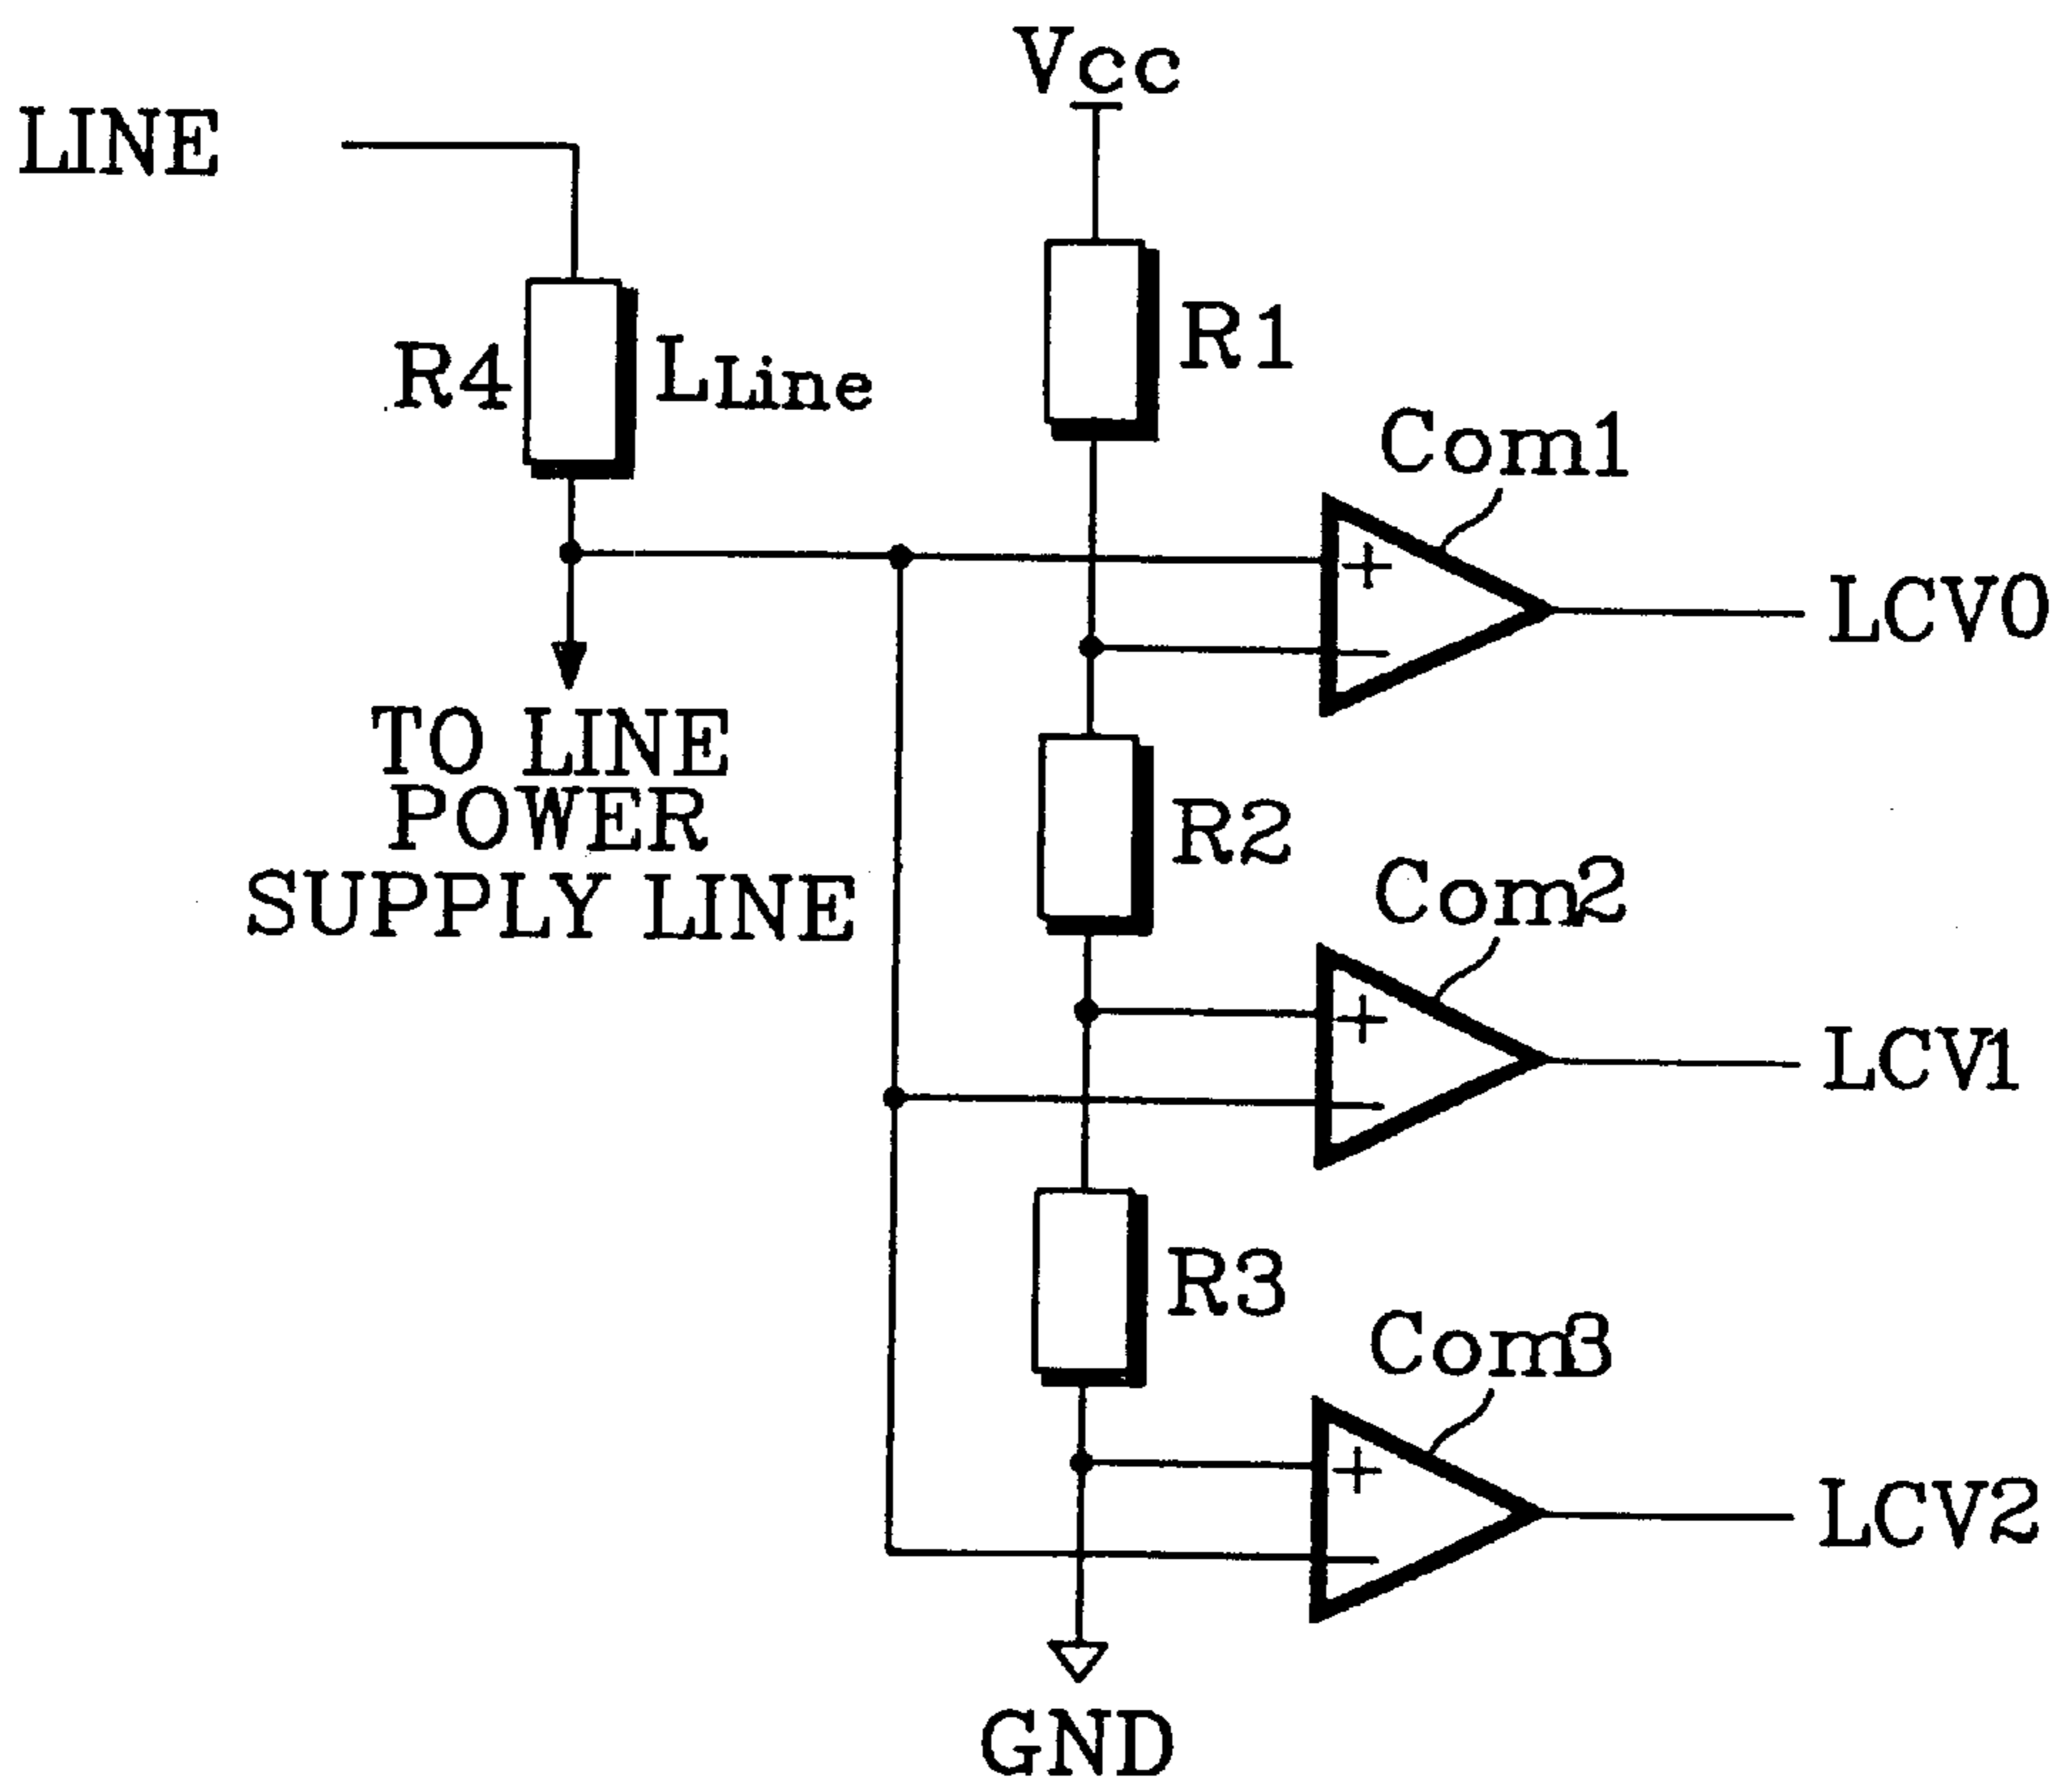 Vcc
LINE
R1
R4
LLine
Com1
+
−
LCV0
TO LINE
POWER
SUPPLY LINE
R2
Com2
+
−
LCV1
R3
Com3
+
−
LCV2
GND